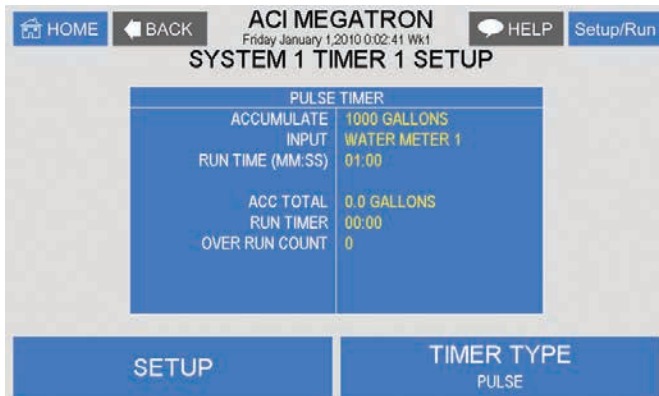 HOME
BACK
ACI MEGATRON
Friday January 1,2010 0:02:41 Wk1
HELP
Setup/Run
SYSTEM 1 TIMER 1 SETUP
PULSE TIMER
ACCUMULATE 1000 GALLONS
INPUT WATER METER 1
RUN TIME (MM:SS) 01:00
ACC TOTAL 0.0 GALLONS
RUN TIMER 00:00
OVER RUN COUNT 0
SETUP
TIMER TYPE
PULSE